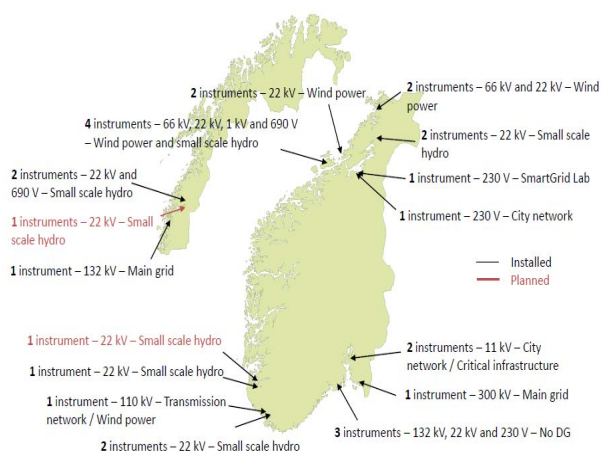 2 instruments – 22 kV – Wind power
2 instruments – 66 kV and 22 kV – Wind
power
4 instruments – 66 kV, 22 kV, 1 kV and 690 V
– Wind power and small scale hydro
2 instruments – 22 kV – Small scale
hydro
2 instruments – 22 kV and
690 V – Small scale hydro
1 instrument – 230 V – SmartGrid Lab
1 instruments – 22 kV – Small
scale hydro
1 instrument – 230 V – City network
1 instrument – 132 kV – Main grid
Installed
Planned
1 instrument – 22 kV – Small scale hydro
2 instruments – 11 kV – City
network / Critical infrastructure
1 instrument – 22 kV – Small scale hydro
1 instrument – 300 kV – Main grid
1 instrument – 110 kV – Transmission
network / Wind power
3 instruments – 132 kV, 22 kV and 230 V – No DG
2 instruments – 22 kV – Small scale hydro